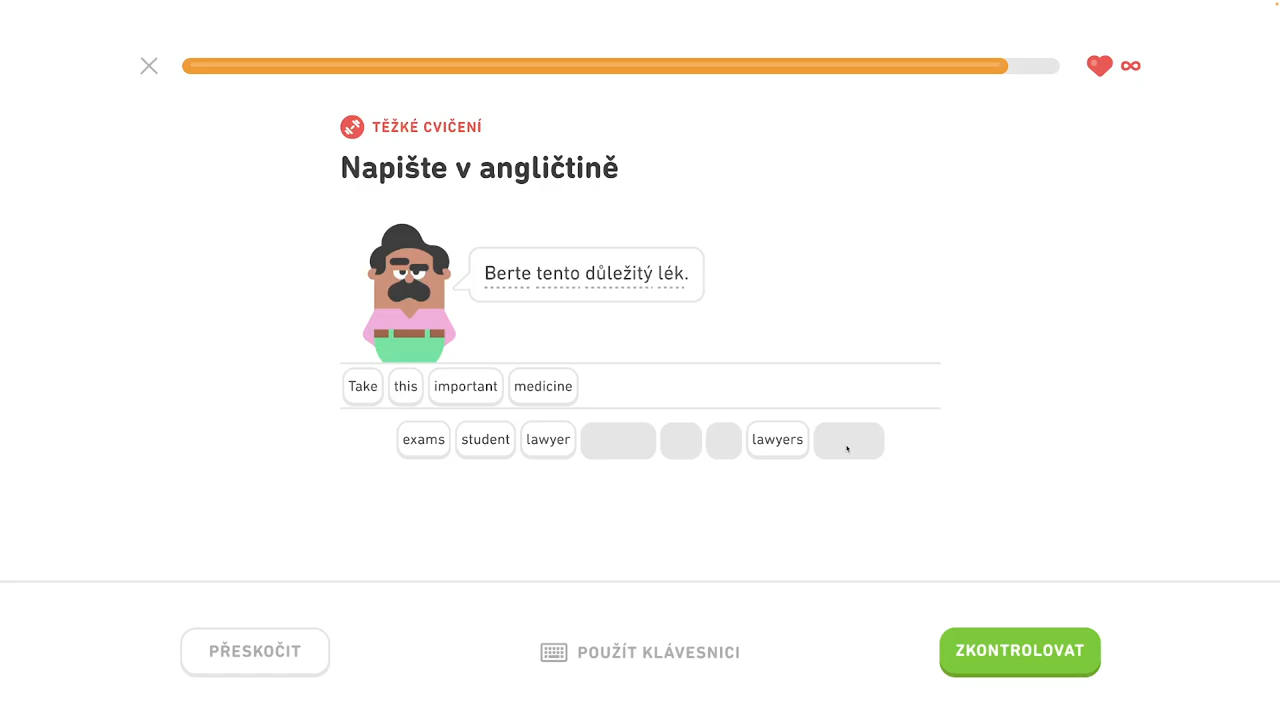 TĚŽKÉ CVIČENÍ
Napište v angličtině
Berte tento důležitý lék.
Take this important medicine
exams student lawyer lawyers
PŘESKOČIT
POUŽÍT KLÁVESNICI
ZKONTROLOVAT